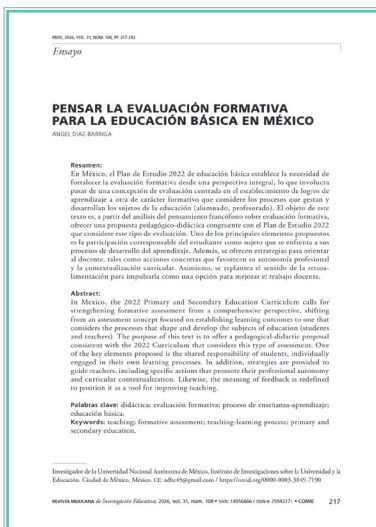 RMIE, 2026, VOL. 31, NÚM. 108, PP. 217-242
Ensayo
PENSAR LA EVALUACIÓN FORMATIVA
PARA LA EDUCACIÓN BÁSICA EN MÉXICO
ÁNGEL DÍAZ-BARRIGA
Resumen:
En México, el Plan de Estudio 2022 de educación básica establece la necesidad de
fortalecer la evaluación formativa desde una perspectiva integral, lo que involucra
pasar de una concepción de evaluación centrada en el establecimiento de logros de
aprendizaje a otra de carácter formativo que considere los procesos que gestan y
desarrollan los sujetos de la educación (alumnado, profesorado). El objeto de este
texto es, a partir del análisis del pensamiento francófono sobre evaluación formativa,
ofrecer una propuesta pedagógico-didáctica congruente con el Plan de Estudio 2022
que considere este tipo de evaluación. Uno de los principales elementos propuestos
es la participación corresponsable del estudiante como sujeto que se enfrenta a sus
procesos de desarrollo del aprendizaje. Además, se ofrecen estrategias para orientar
al docente, tales como acciones concretas que favorecen su autonomía profesional
y la contextualización curricular. Asimismo, se replantea el sentido de la retroa-
limentación para impulsarla como una opción para mejorar el trabajo docente.
Abstract:
In Mexico, the 2022 Primary and Secondary Education Curriculum calls for
strengthening formative assessment from a comprehensive perspective, shifting
from an assessment concept focused on establishing learning outcomes to one that
considers the processes that shape and develop the subjects of education (students
and teachers). The purpose of this text is to offer a pedagogical-didactic proposal
consistent with the 2022 Curriculum that considers this type of assessment. One
of the key elements proposed is the shared responsibility of students, individually
engaged in their own learning processes. In addition, strategies are provided to
guide teachers, including specific actions that promote their professional autonomy
and curricular contextualization. Likewise, the meaning of feedback is redefined
to position it as a tool for improving teaching.
Palabras clave: didáctica; evaluación formativa; proceso de enseñanza-aprendizaje;
educación básica.
Keywords: teaching; formative assessment; teaching-learning process; primary and
secondary education.
Investigador de la Universidad Nacional Autónoma de México, Instituto de Investigaciones sobre la Universidad y la
Educación, Ciudad de México, México. CE: adbc49@gmail.com / https://orcid.org/0000-0003-3849-7190
REVISTA MEXICANA de Investigación Educativa, 2026, vol. 31, núm. 108 • ISSN: 14056666 / ISSN-e 25942271 • COMIE 217